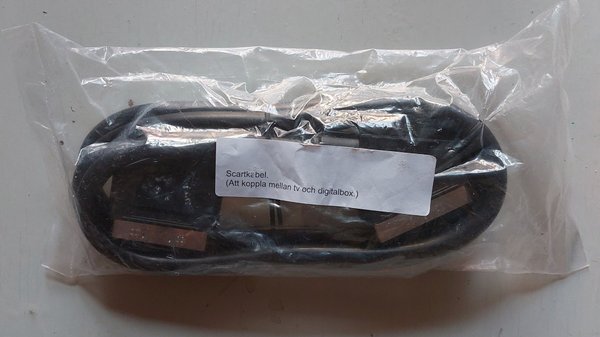 Scartkabel.
(Att koppla mellan tv och digitalbox.)